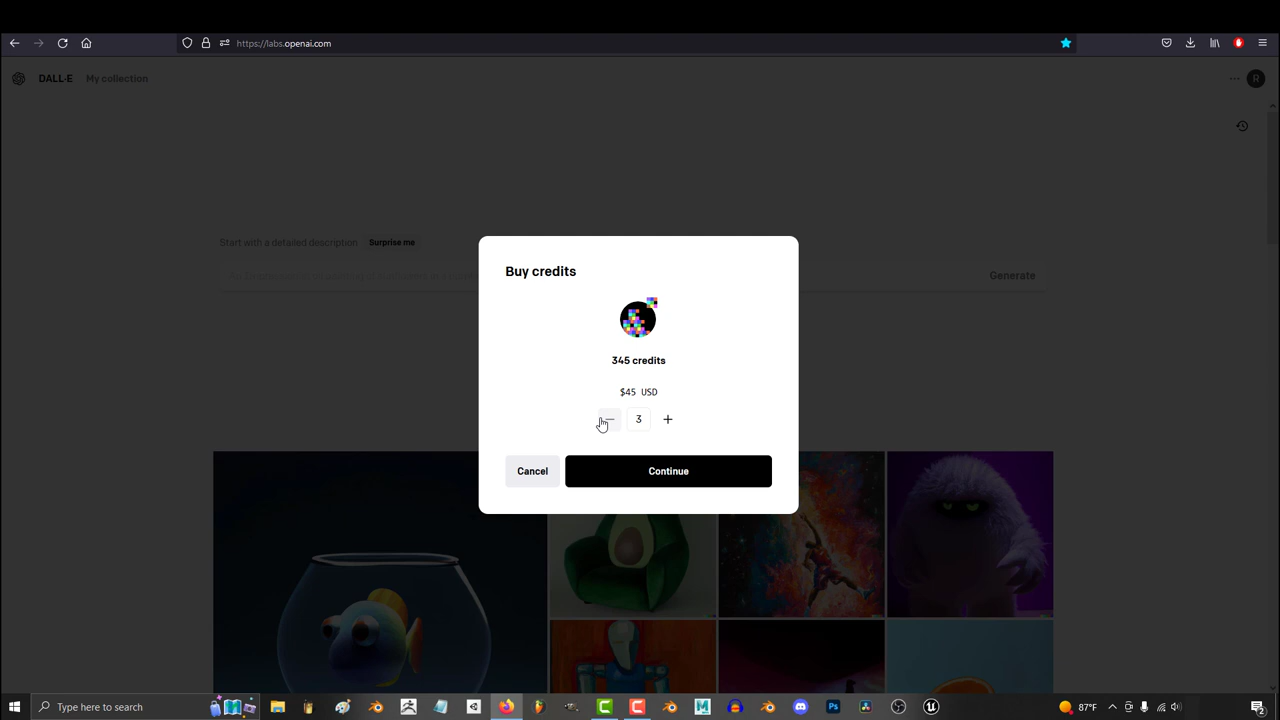 https://labs.openai.com
DALL·E
My collection
R
Start with a detailed description
Surprise me
Generate
Buy credits
345 credits
$45 USD
3
Cancel
Continue
Type here to search
87°F